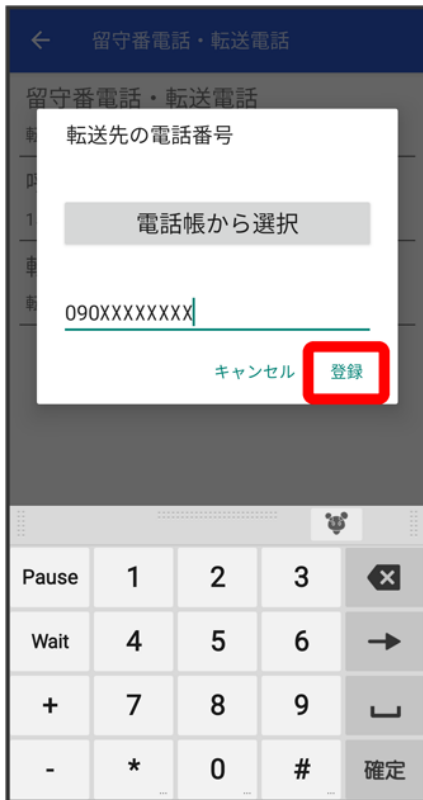 留守番電話・転送電話
留守番電話・転送電話
転送先の電話番号
電話帳から選択
090XXXXXXXX
キャンセル 登録
Pause 1 2 3
Wait 4 5 6
+ 7 8 9
- * 0 # 確定